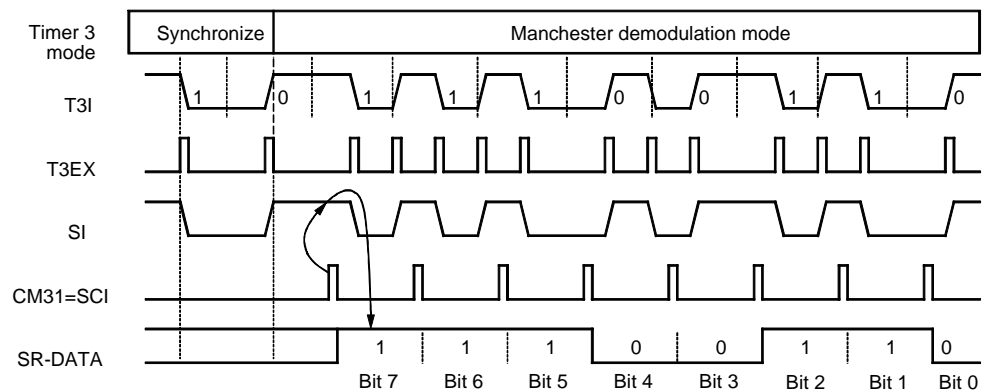 Timer 3 mode Synchronize Manchester demodulation mode
T3I 1 0 1 1 1 0 0 1 1 0
T3EX
SI
CM31=SCI
SR-DATA 1 1 1 0 0 1 1 0
Bit 7 Bit 6 Bit 5 Bit 4 Bit 3 Bit 2 Bit 1 Bit 0